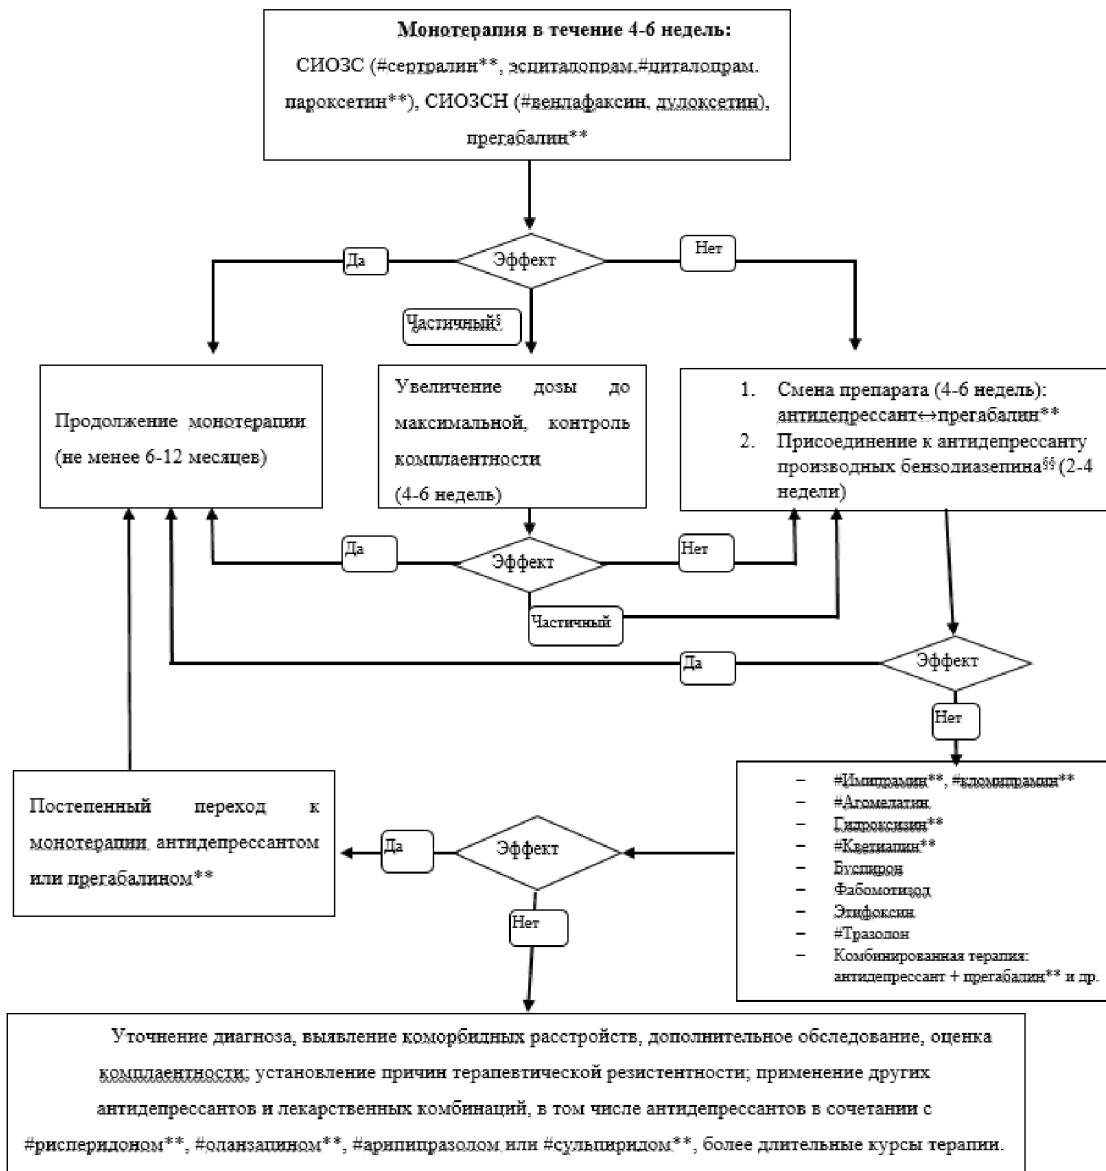 Монотерапия в течение 4-6 недель:
СИОЗС (#сертралин**, эсциталопрам,#циталопрам,
пароксетин**), СИОЗСН (#венлафаксин, дулоксетин),
прегабалин**
Эффект
Да
Нет
Частичный§
Продолжение монотерапии
(не менее 6-12 месяцев)
Увеличение дозы до
максимальной, контроль
комплаентности
(4-6 недель)
1. Смена препарата (4-6 недель):
антидепрессант↔прегабалин**
2. Присоединение к антидепрессанту
производных бензодиазепина§§ (2-4
недели)
Да
Эффект
Нет
Частичный
Да
Эффект
Нет
– #Имипрамин**, #кломипрамин**
– #Агомелатин
– Гидроксизин**
– #Кветиапин**
– Буспирон
– Фабомотизод
– Этифоксин
– #Тразолон
– Комбинированная терапия:
антидепрессант + прегабалин** и др.
Эффект
Да
Нет
Постепенный переход к
монотерапии антидепрессантом
или прегабалином**
Уточнение диагноза, выявление коморбидных расстройств, дополнительное обследование, оценка
комплаентности; установление причин терапевтической резистентности; применение других
антидепрессантов и лекарственных комбинаций, в том числе антидепрессантов в сочетании с
#рисперидоном**, #оланзапином**, #арипипразолом или #сульпиридом**, более длительные курсы терапии.